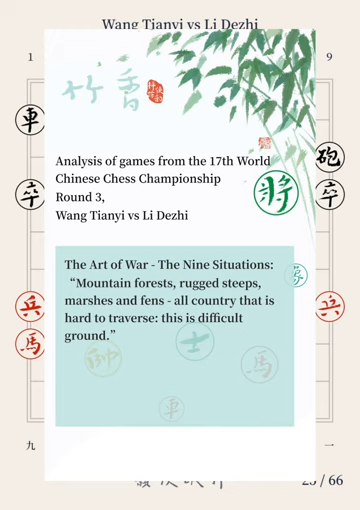 Wang Tianyi vs Li Dezhi
1
9
竹香
車
砲
Analysis of games from the 17th World
Chinese Chess Championship
Round 3,
Wang Tianyi vs Li Dezhi
將
卒
卒
The Art of War - The Nine Situations:
“Mountain forests, rugged steeps,
marshes and fens - all country that is
hard to traverse: this is difficult
ground.”
兵
兵
馬
士
帥
馬
車
九
一
/ 66